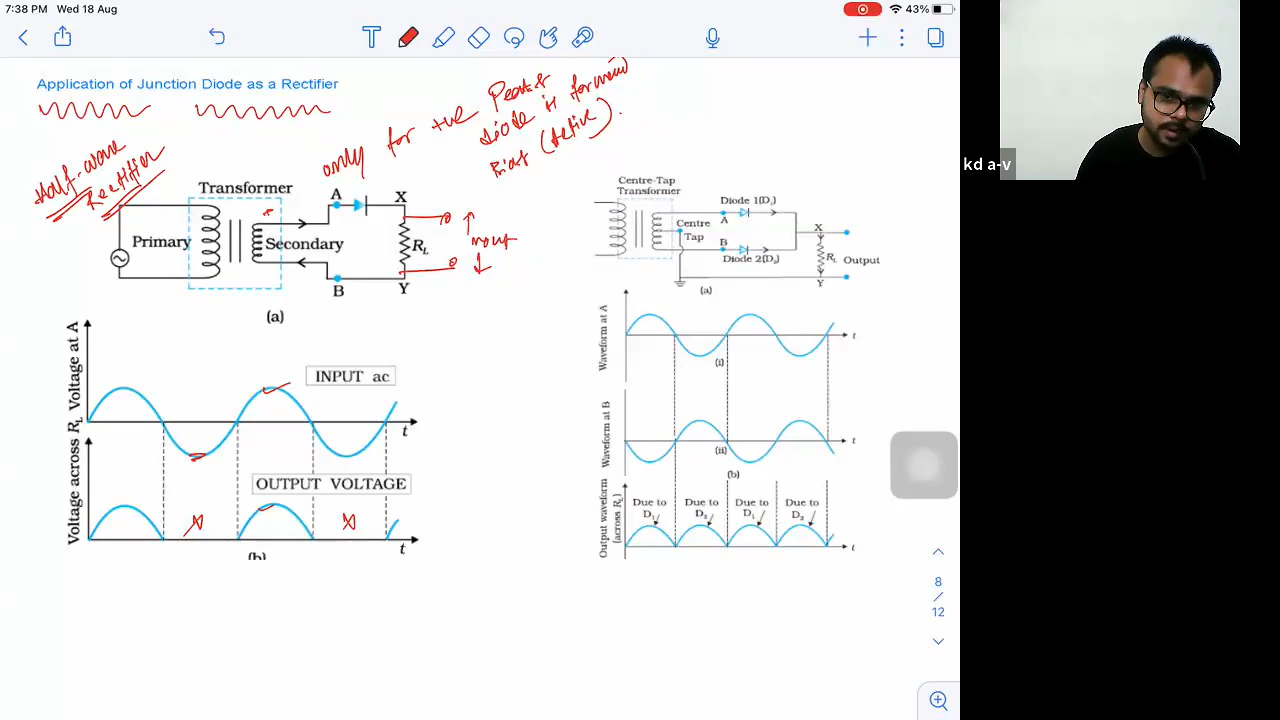 7:38 PM Wed 18 Aug
43%
Application of Junction Diode as a Rectifier
Half-wave
Rectifier
only for +ve Peaks
diode is forward
Bias (Active).
Transformer
A
X
Primary
Secondary
R_L
B
Y
(a)
Voltage at A
INPUT ac
t
Voltage across R_L
OUTPUT VOLTAGE
t
(b)
Centre-Tap
Transformer
Diode 1(D₁)
A
Centre
Tap
B
Diode 2(D₂)
X
R_L
Output
Y
(a)
Waveform at A
t
(i)
Waveform at B
t
(ii)
(b)
Output waveform
(across R_L)
Due to
D₁
Due to
D₂
Due to
D₁
Due to
D₂
t
kd a-v
8
/
12